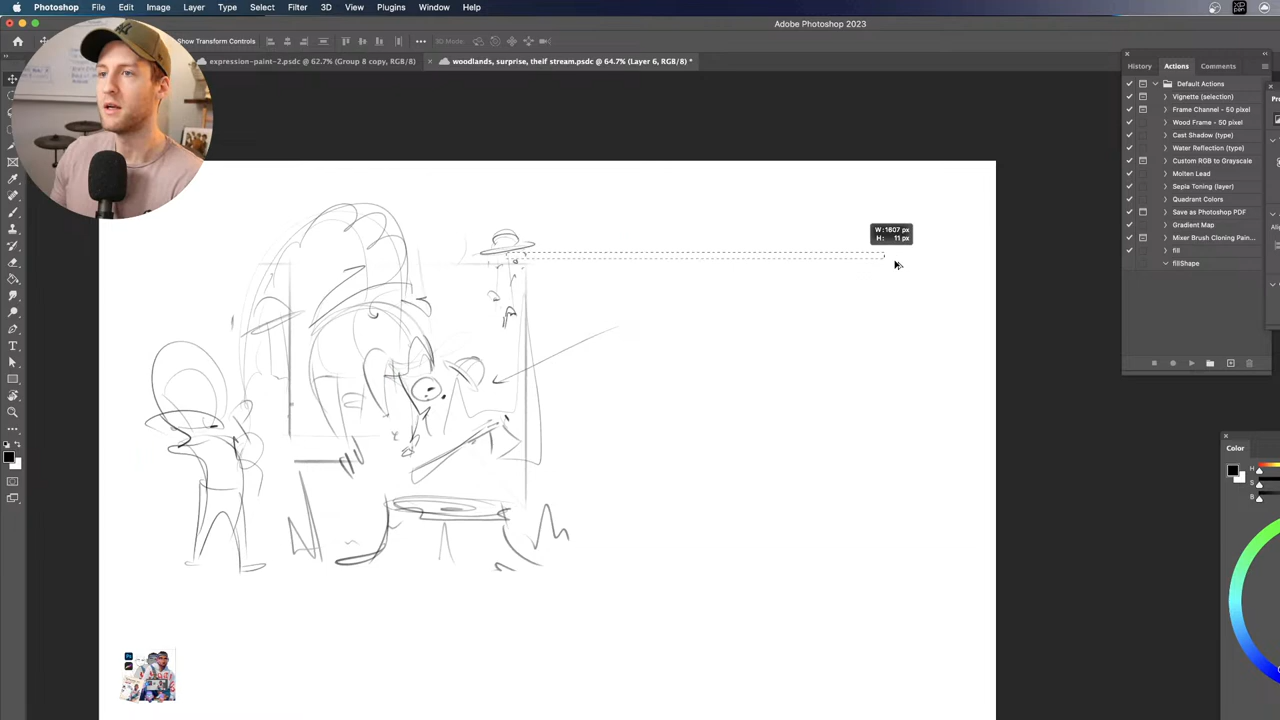 Photoshop File Edit Image Layer Type Select Filter 3D View Plugins Window Help
Adobe Photoshop 2023
Show Transform Controls
3D Mode:
expression-paint-2.psdc @ 62.7% (Group 8 copy, RGB/8)
woodlands, surprise, theif stream.psdc @ 64.7% (Layer 6, RGB/8) *
History Actions Comments
Default Actions
Vignette (selection)
Frame Channel - 50 pixel
Wood Frame - 50 pixel
Cast Shadow (type)
Water Reflection (type)
Custom RGB to Grayscale
Molten Lead
Sepia Toning (layer)
Quadrant Colors
Save as Photoshop PDF
Gradient Map
Mixer Brush Cloning Pain...
fill
fillShape
W: 1807 px
H: 11 px
Color
H
S
B